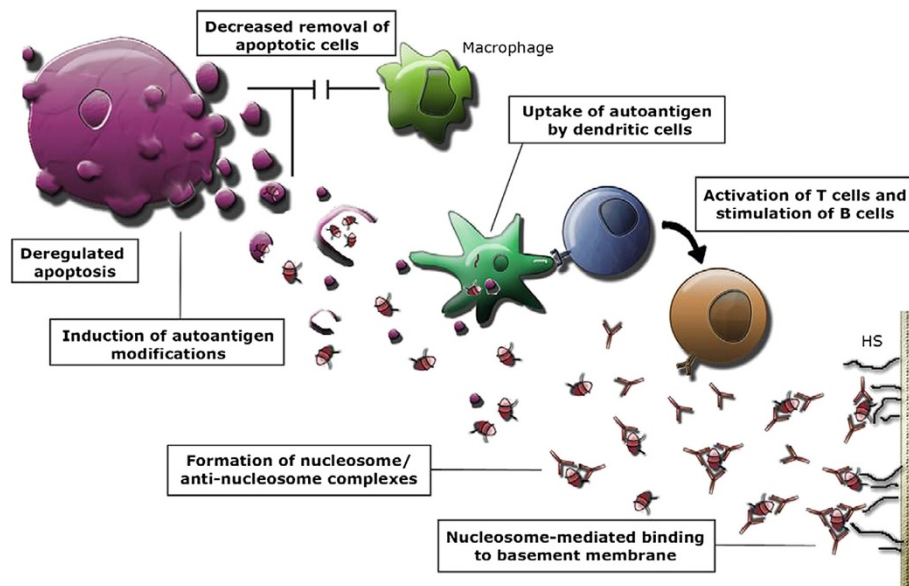 Decreased removal of
apoptotic cells
Macrophage
Uptake of autoantigen
by dendritic cells
Activation of T cells and
stimulation of B cells
Deregulated
apoptosis
Induction of autoantigen
modifications
HS
Formation of nucleosome/
anti-nucleosome complexes
Nucleosome-mediated binding
to basement membrane